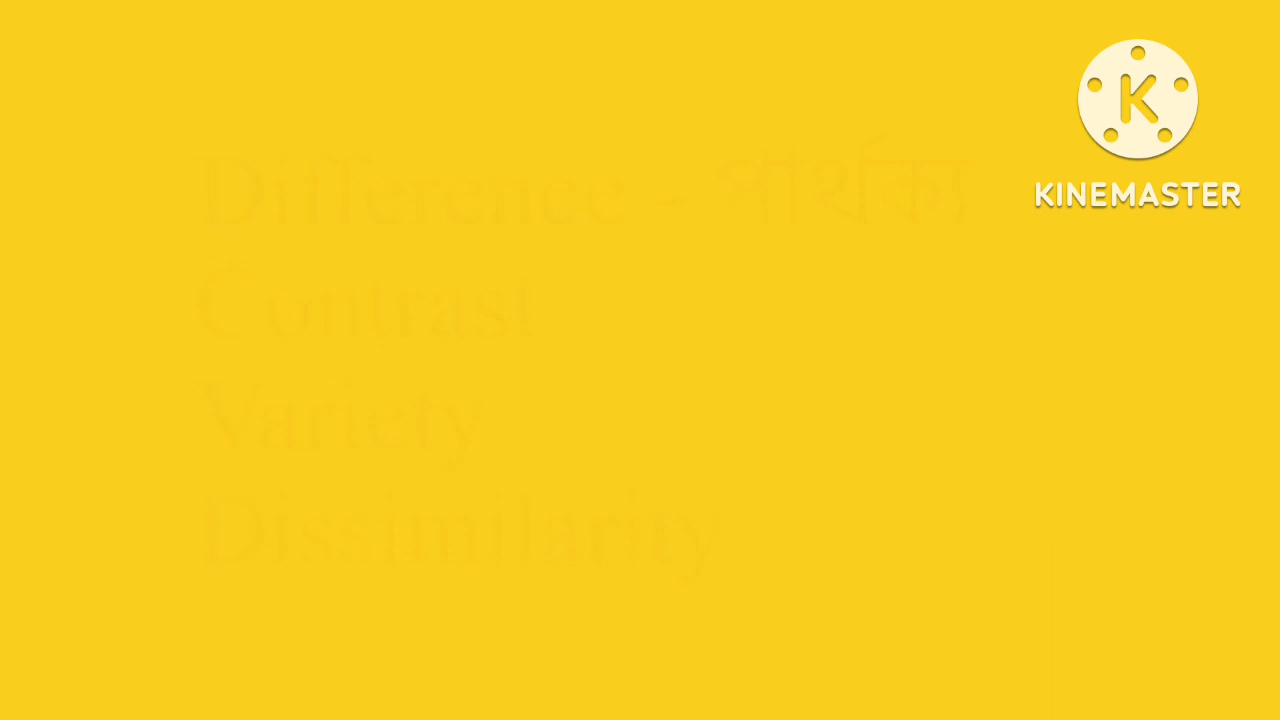 Difference - পার্থক্য
Contrast
Variety
Dissimilarity
K
KINEMASTER